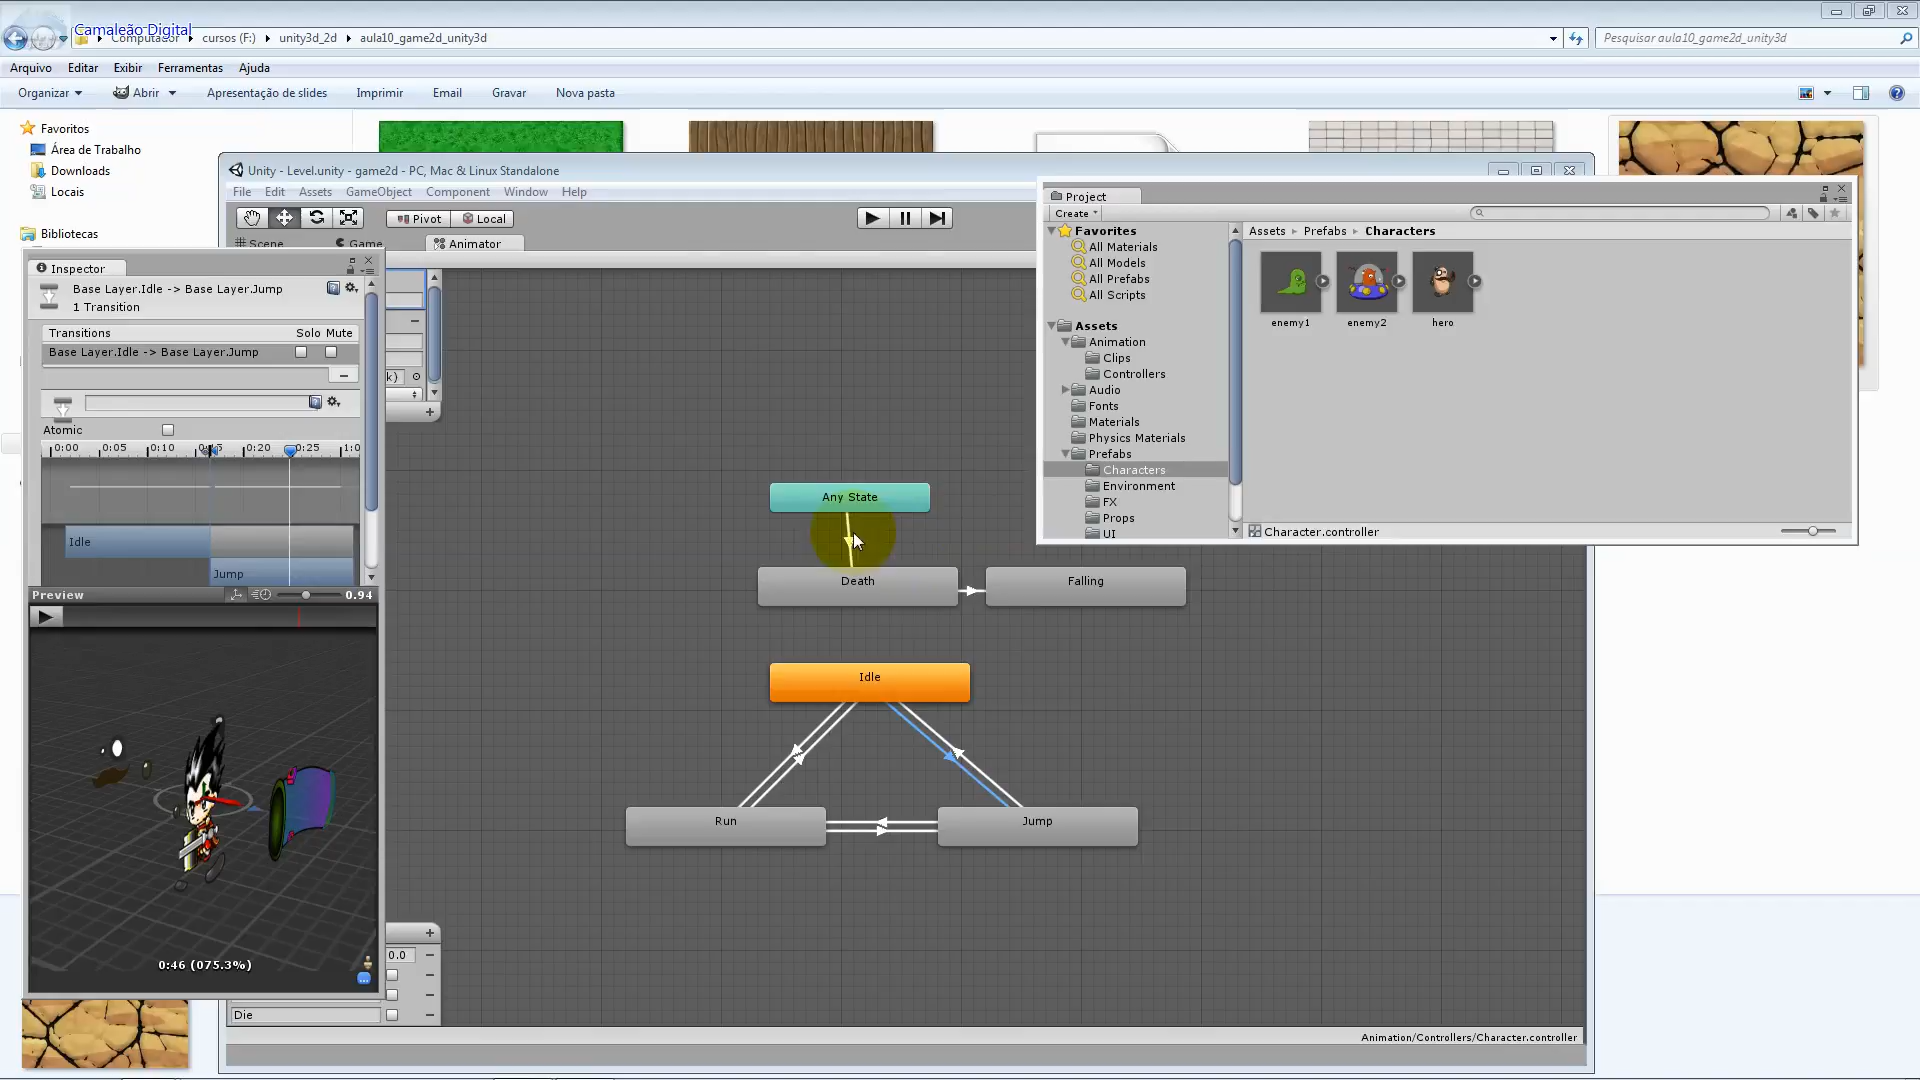 Camaleão Digital
Computador cursos (F:) unity3d_2d aula10_game2d_unity3d
Pesquisar aula10_game2d_unity3d
Arquivo Editar Exibir Ferramentas Ajuda
Organizar Abrir Apresentação de slides Imprimir Email Gravar Nova pasta
Favoritos
Área de Trabalho
Downloads
Locais
Bibliotecas
Unity - Level.unity - game2d - PC, Mac & Linux Standalone
File Edit Assets GameObject Component Window Help
Pivot Local
Scene Game Animator
Inspector
Base Layer.Idle -> Base Layer.Jump
1 Transition
Transitions Solo Mute
Base Layer.Idle -> Base Layer.Jump
k)
Atomic
0:00 0:05 0:10 0:20 0:25 1:0
Idle
Jump
Preview 0.94
0:46 (075.3%)
0.0
Die
Any State
Death
Falling
Idle
Run
Jump
Animation/Controllers/Character.controller
Project
Create
Favorites
All Materials
All Models
All Prefabs
All Scripts
Assets
Animation
Clips
Controllers
Audio
Fonts
Materials
Physics Materials
Prefabs
Characters
Environment
FX
Props
UI
Assets Prefabs Characters
enemy1 enemy2 hero
Character.controller